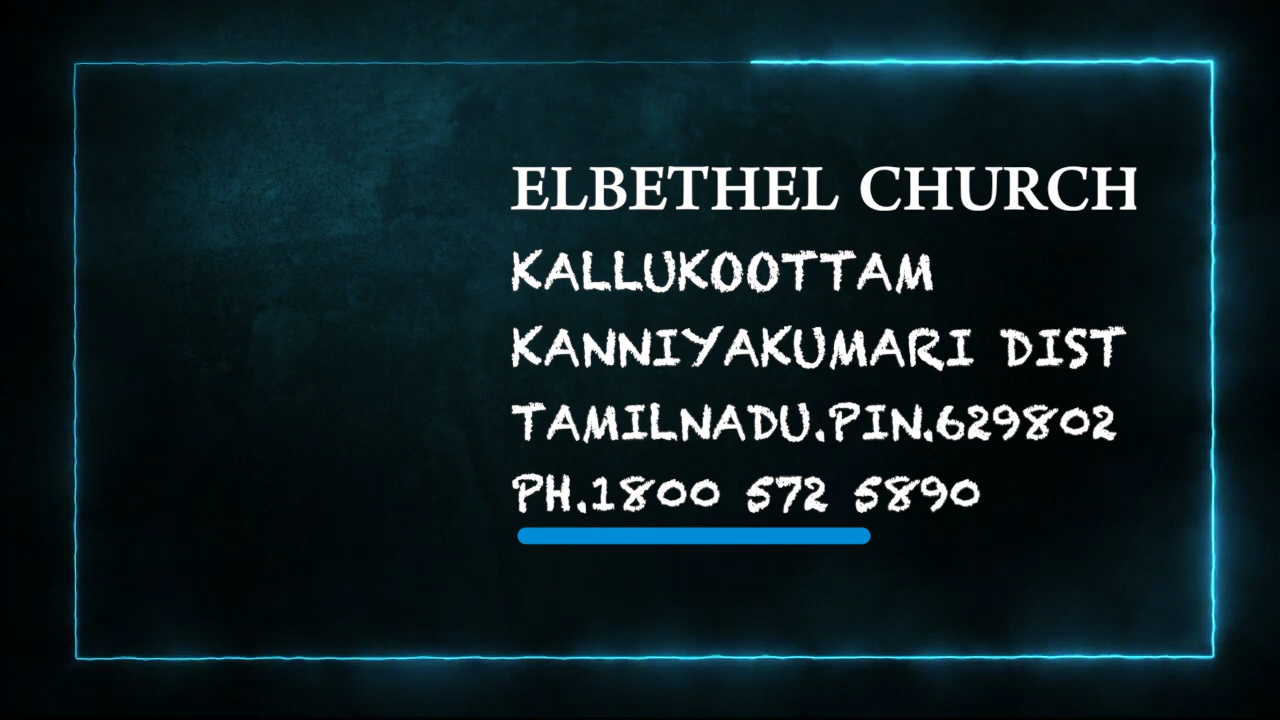 ELBETHEL CHURCH
KALLUKOOTTAM
KANNIYAKUMARI DIST
TAMILNADU.PIN.629802
PH.1800 572 5890